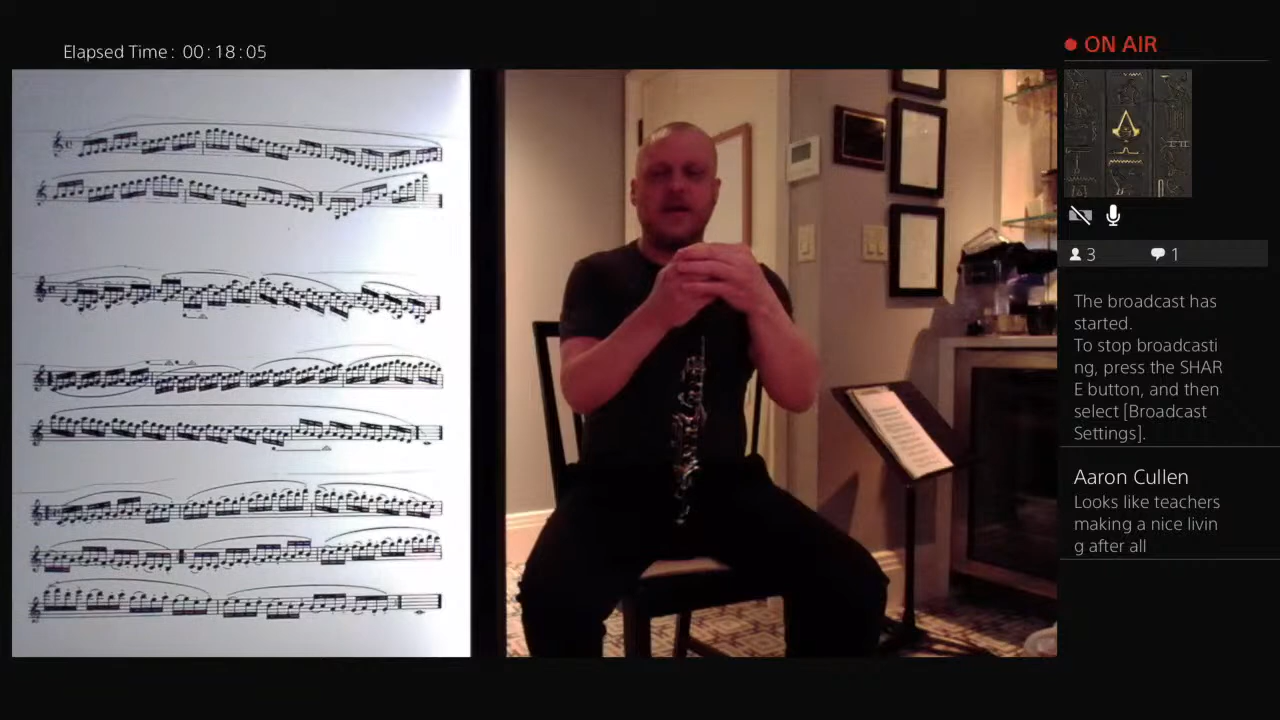 Elapsed Time: 00:18:05
ON AIR
3
1
The broadcast has
started.
To stop broadcasti
ng, press the SHAR
E button, and then
select [Broadcast
Settings].
Aaron Cullen
Looks like teachers
making a nice livin
g after all